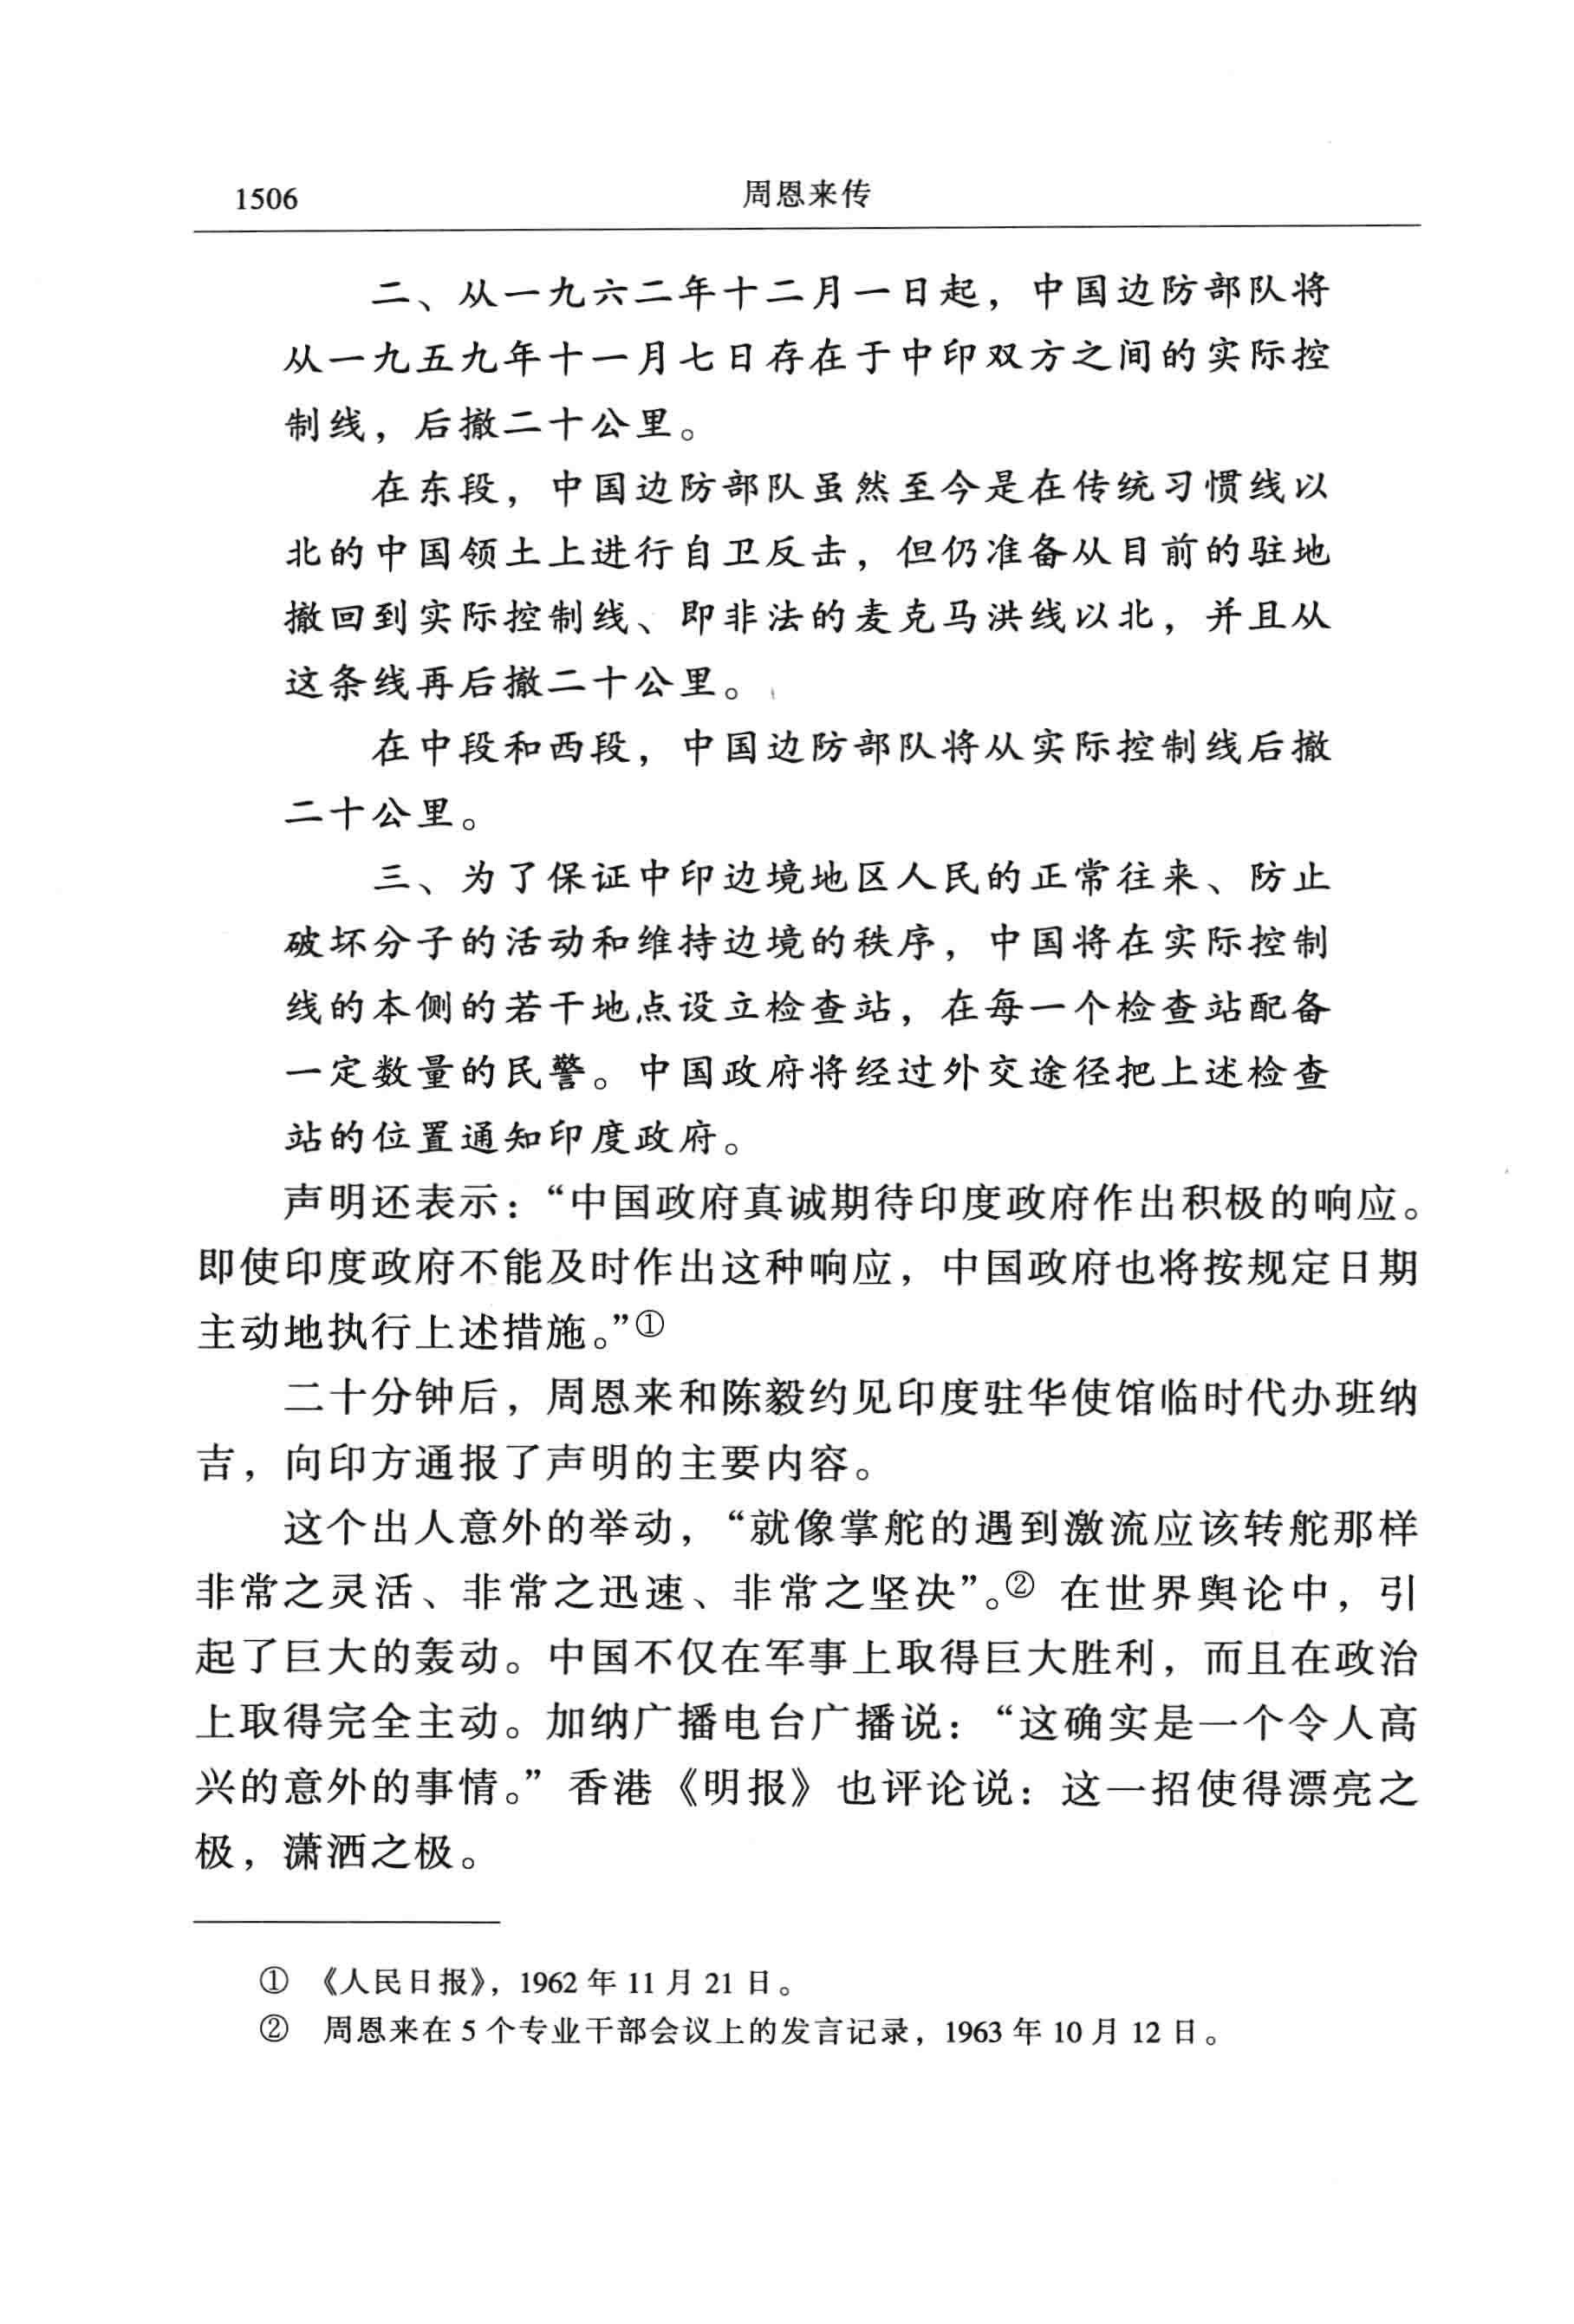 1506
周恩来传
二、从一九六二年十二月一日起，中国边防部队将
从一九五九年十一月七日存在于中印双方之间的实际控
制线，后撤二十公里。
在东段，中国边防部队虽然至今是在传统习惯线以
北的中国领土上进行自卫反击，但仍准备从目前的驻地
撤回到实际控制线、即非法的麦克马洪线以北，并且从
这条线再后撤二十公里。
在中段和西段，中国边防部队将从实际控制线后撤
二十公里。
三、为了保证中印边境地区人民的正常往来、防止
破坏分子的活动和维持边境的秩序，中国将在实际控制
线的本侧的若干地点设立检查站，在每一个检查站配备
一定数量的民警。中国政府将经过外交途径把上述检查
站的位置通知印度政府。
声明还表示：“中国政府真诚期待印度政府作出积极的响应。
即使印度政府不能及时作出这种响应，中国政府也将按规定日期
主动地执行上述措施。”①
二十分钟后，周恩来和陈毅约见印度驻华使馆临时代办班纳
吉，向印方通报了声明的主要内容。
这个出人意外的举动，“就像掌舵的遇到激流应该转舵那样
非常之灵活、非常之迅速、非常之坚决”。② 在世界舆论中，引
起了巨大的轰动。中国不仅在军事上取得巨大胜利，而且在政治
上取得完全主动。加纳广播电台广播说：“这确实是一个令人高
兴的意外的事情。”香港《明报》也评论说：这一招使得漂亮之
极，潇洒之极。
① 《人民日报》，1962 年 11 月 21 日。
② 周恩来在 5 个专业干部会议上的发言记录，1963 年 10 月 12 日。